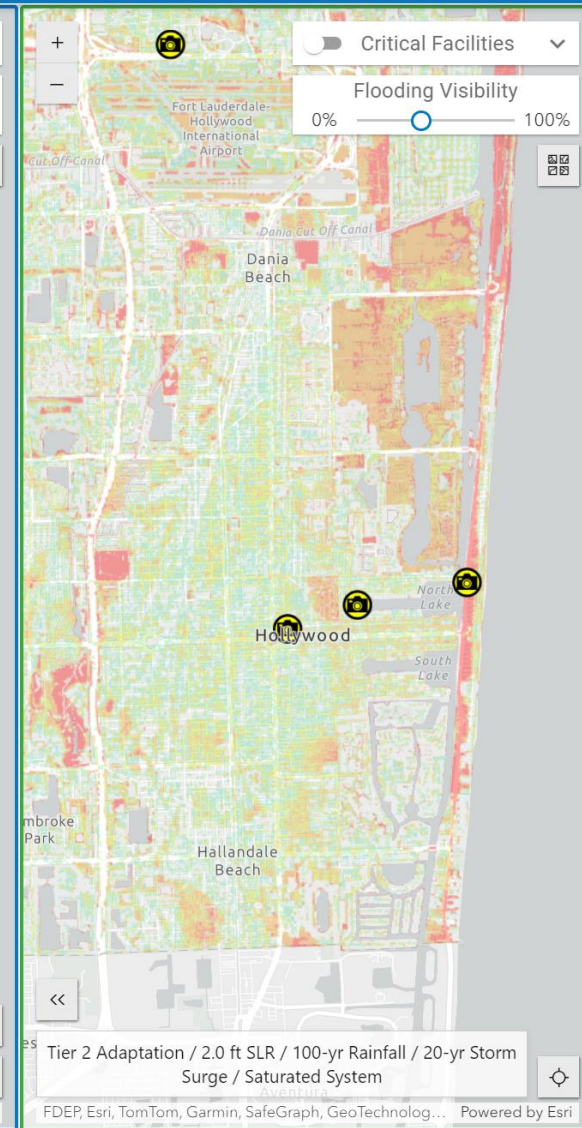 +
Critical Facilities
−
Flooding Visibility
0% 100%
Fort Lauderdale-
Hollywood
International
Airport
Cut Off-Canal
Dania Cut Off Canal
Dania
Beach
North
Lake
Hollywood
South
Lake
mbroke
Park
Hallandale
Beach
«
es
Tier 2 Adaptation / 2.0 ft SLR / 100-yr Rainfall / 20-yr Storm
Surge / Saturated System
Aventura
FDEP, Esri, TomTom, Garmin, SafeGraph, GeoTechnolog... Powered by Esri